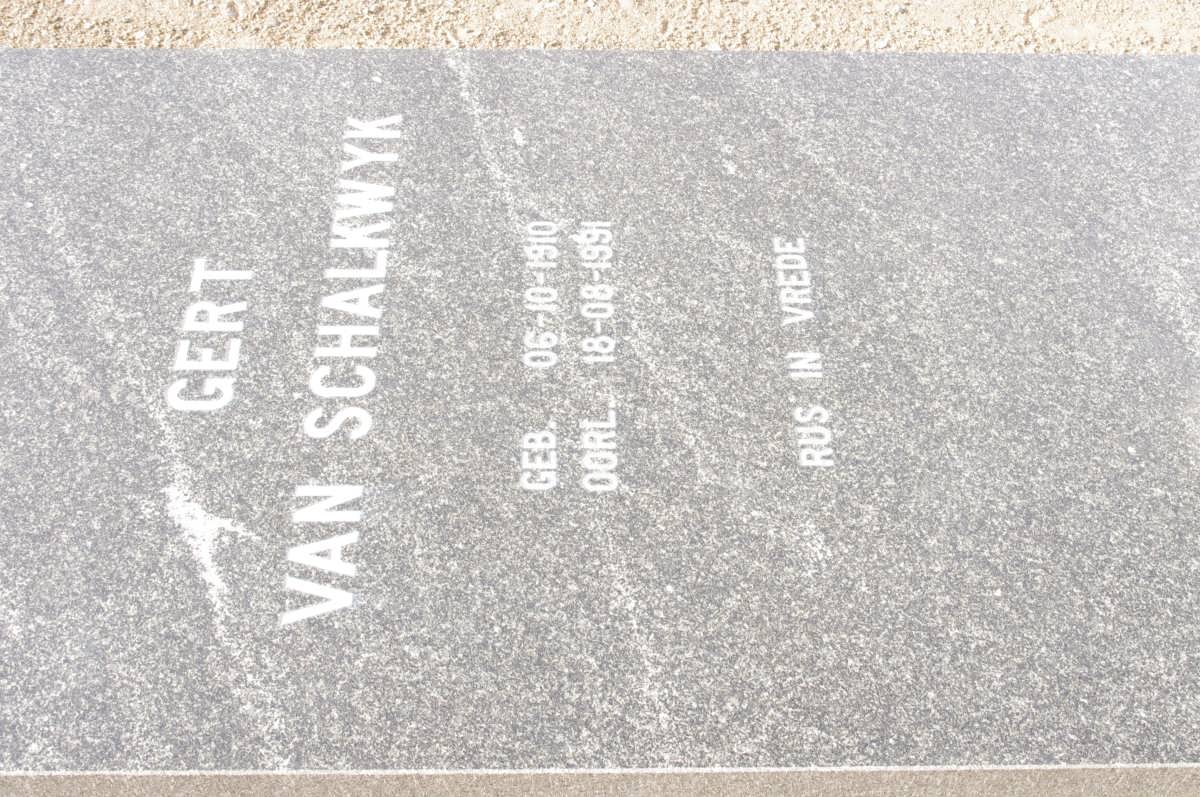 GERT
VAN SCHALKWYK
GEB. 06-10-1910
OORL. 18-08-1991
RUS IN VREDE